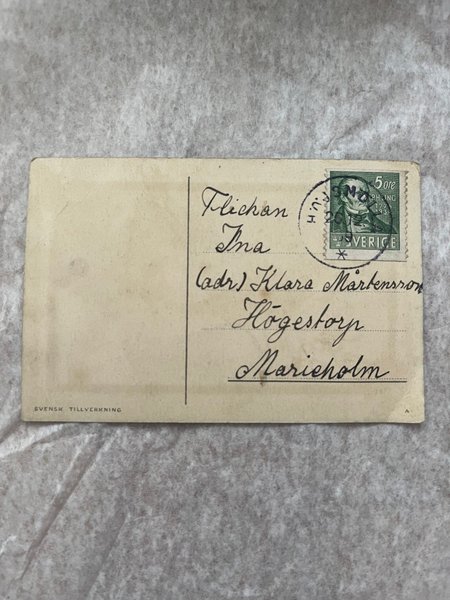 5 ÖRE
SVERIGE
Flickan
Ina
(adr) Klara Mårtensson
Högestorp
Marieholm
SVENSK TILLVERKNING